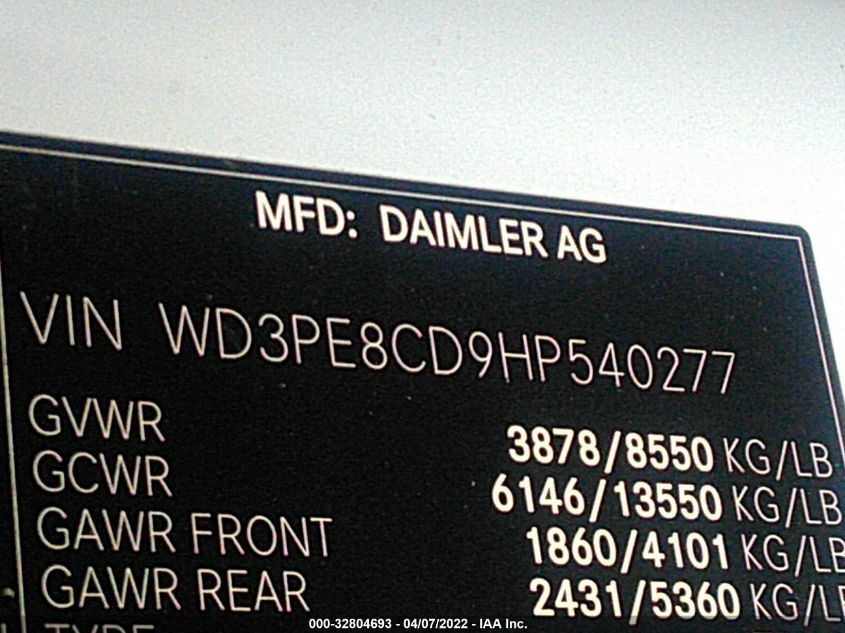 MFD: DAIMLER AG
VIN WD3PE8CD9HP540277
GVWR 3878/8550 KG/LB
GCWR 6146/13550 KG/LB
GAWR FRONT 1860/4101 KG/LB
GAWR REAR 2431/5360 KG/LB
TYPE
000-32804693 - 04/07/2022 - IAA Inc.